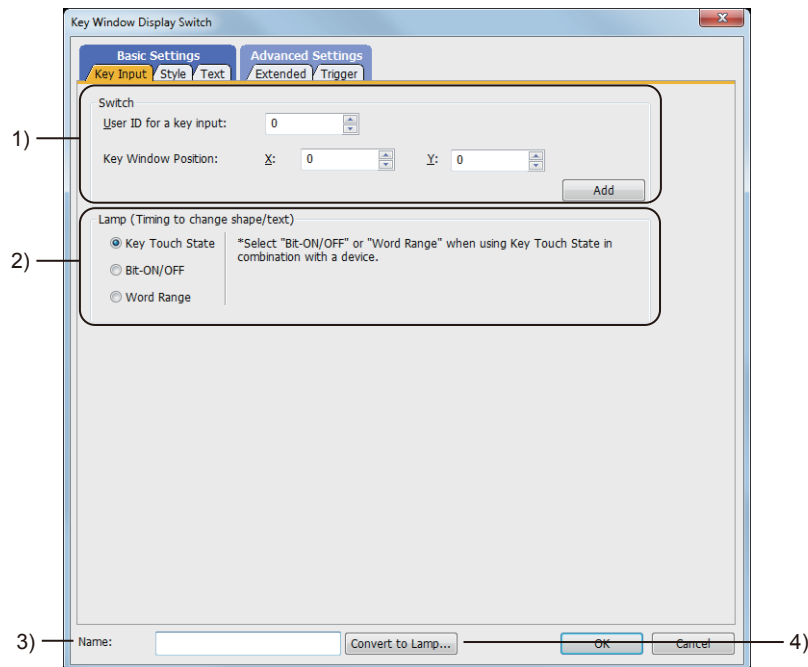 Key Window Display Switch
Basic Settings Advanced Settings
Key Input Style Text Extended Trigger
Switch
1)
User ID for a key input: 0
Key Window Position: X: 0 Y: 0
Add
Lamp (Timing to change shape/text)
2)
Key Touch State *Select "Bit-ON/OFF" or "Word Range" when using Key Touch State in
combination with a device.
Bit-ON/OFF
Word Range
3) Name: Convert to Lamp... OK Cancel 4)